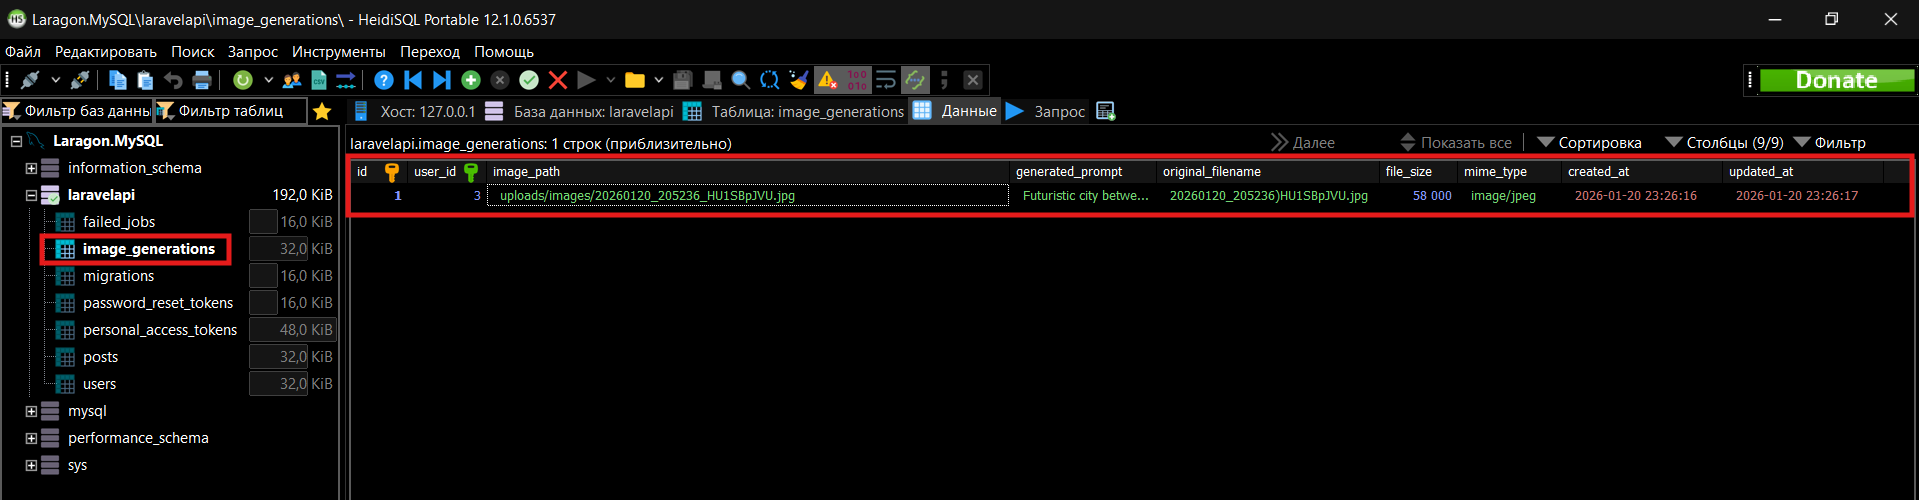 Laragon.MySQL\laravelapi\image_generations\ - HeidiSQL Portable 12.1.0.6537
Файл Редактировать Поиск Запрос Инструменты Переход Помощь
Donate
Фильтр баз данны Фильтр таблиц
Хост: 127.0.0.1 База данных: laravelapi Таблица: image_generations Данные Запрос
Laragon.MySQL
information_schema
laravelapi 192,0 KiB
failed_jobs 16,0 KiB
image_generations 32,0 KiB
migrations 16,0 KiB
password_reset_tokens 16,0 KiB
personal_access_tokens 48,0 KiB
posts 32,0 KiB
users 32,0 KiB
mysql
performance_schema
sys
laravelapi.image_generations: 1 строк (приблизительно) Далее Показать все Сортировка Столбцы (9/9) Фильтр
id user_id image_path generated_prompt original_filename file_size mime_type created_at updated_at
1 3 uploads/images/20260120_205236_HU1SBpJVU.jpg Futuristic city betwe... 20260120_205236)HU1SBpJVU.jpg 58 000 image/jpeg 2026-01-20 23:26:16 2026-01-20 23:26:17